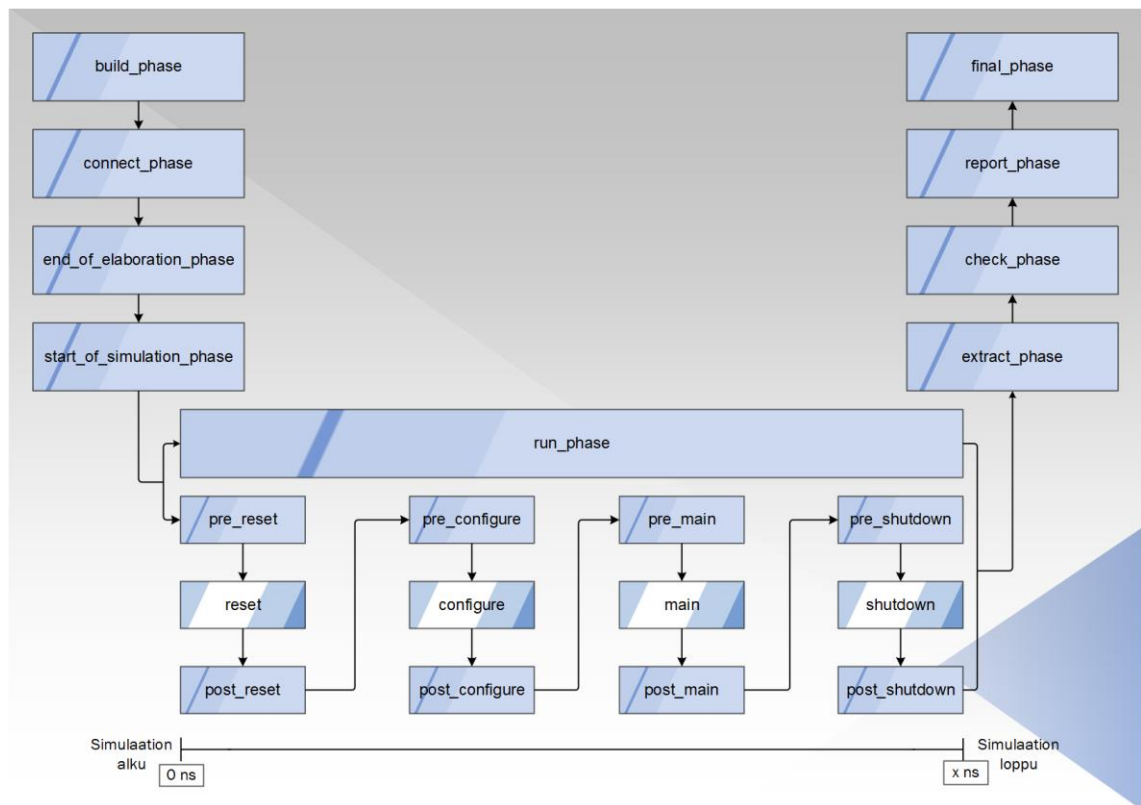 build_phase
connect_phase
end_of_elaboration_phase
start_of_simulation_phase
final_phase
report_phase
check_phase
extract_phase
run_phase
pre_reset
pre_configure
pre_main
pre_shutdown
reset
configure
main
shutdown
post_reset
post_configure
post_main
post_shutdown
Simulaation
alku
0 ns
x ns
Simulaation
loppu